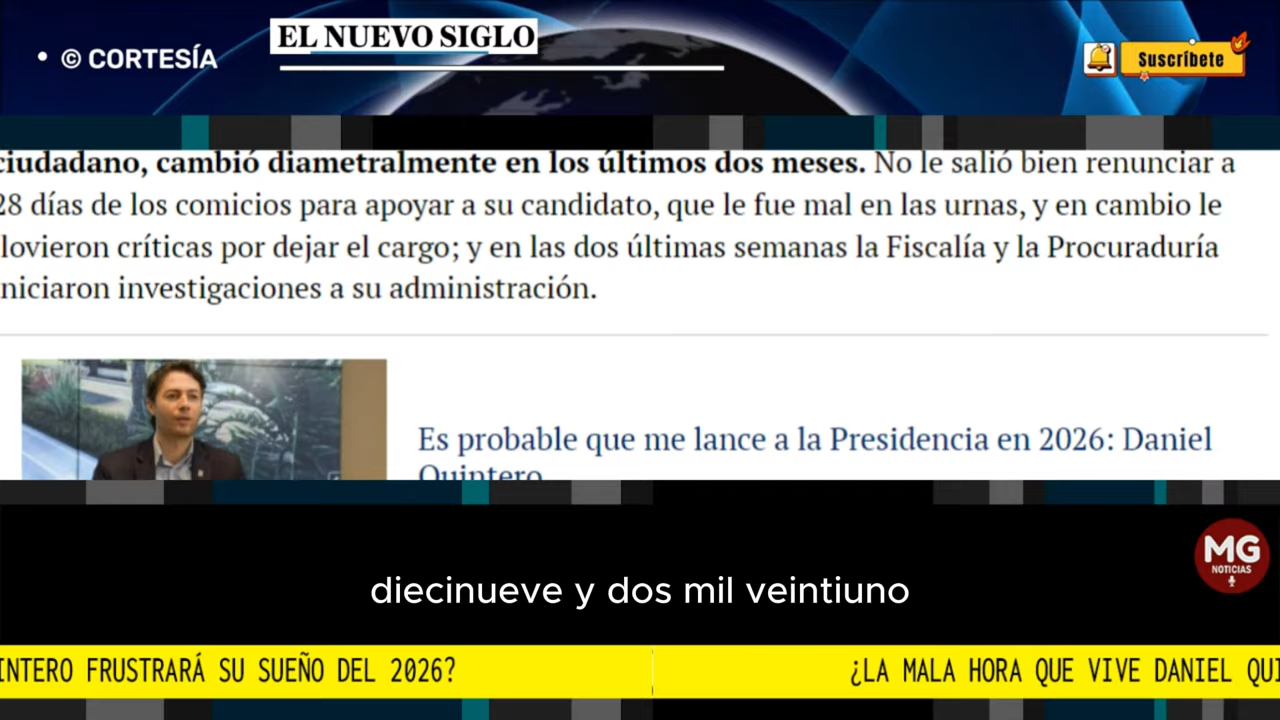 • © CORTESÍA
EL NUEVO SIGLO
Suscríbete
ciudadano, cambió diametralmente en los últimos dos meses. No le salió bien renunciar a
28 días de los comicios para apoyar a su candidato, que le fue mal en las urnas, y en cambio le
lovieron críticas por dejar el cargo; y en las dos últimas semanas la Fiscalía y la Procuraduría
niciaron investigaciones a su administración.
Es probable que me lance a la Presidencia en 2026: Daniel
Quintero
MG
NOTICIAS
diecinueve y dos mil veintiuno
INTERO FRUSTRARÁ SU SUEÑO DEL 2026? ¿LA MALA HORA QUE VIVE DANIEL QUI